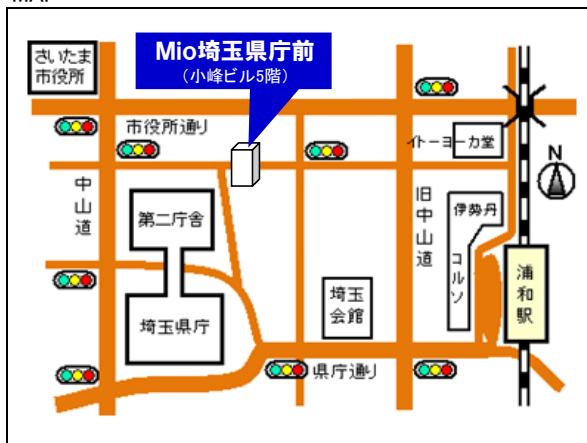 MAP
さいたま
市役所
Mio埼玉県庁前
（小峰ビル5階）
市役所通り
イトーヨーカ堂
N
中山道
第二庁舎
旧中山道
伊勢丹
コルソ
浦和駅
埼玉
会館
埼玉県庁
県庁通り